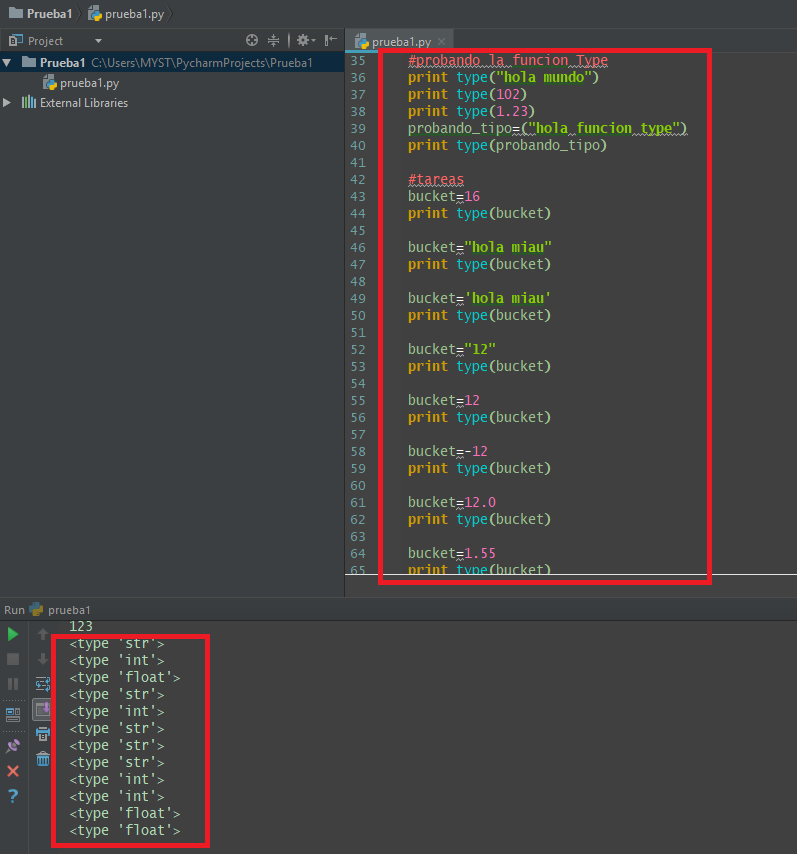 Prueba1 prueba1.py
Project
prueba1.py
Prueba1 C:\Users\MYST\PycharmProjects\Prueba1
prueba1.py
External Libraries
35 #probando la funcion Type
36 print type("hola mundo")
37 print type(102)
38 print type(1.23)
39 probando_tipo=("hola funcion type")
40 print type(probando_tipo)
41
42 #tareas
43 bucket=16
44 print type(bucket)
45
46 bucket="hola miau"
47 print type(bucket)
48
49 bucket='hola miau'
50 print type(bucket)
51
52 bucket="12"
53 print type(bucket)
54
55 bucket=12
56 print type(bucket)
57
58 bucket=-12
59 print type(bucket)
60
61 bucket=12.0
62 print type(bucket)
63
64 bucket=1.55
65 print type(bucket)
Run prueba1
123
<type 'str'>
<type 'int'>
<type 'float'>
<type 'str'>
<type 'int'>
<type 'str'>
<type 'str'>
<type 'str'>
<type 'int'>
<type 'int'>
<type 'float'>
<type 'float'>